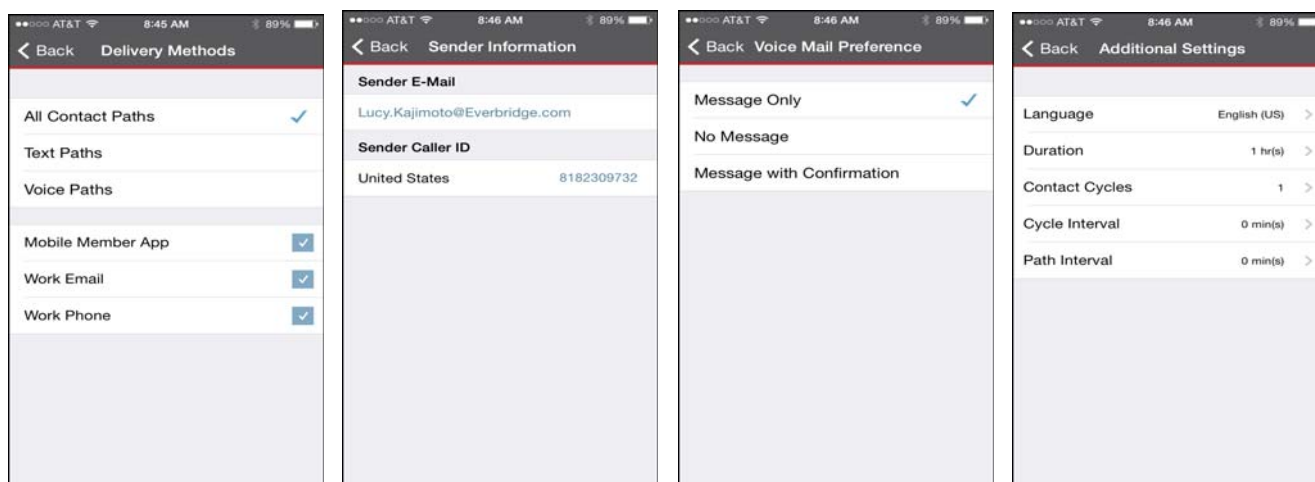 AT&T 8:45 AM 89%
Back Delivery Methods
All Contact Paths
Text Paths
Voice Paths
Mobile Member App
Work Email
Work Phone
AT&T 8:46 AM 89%
Back Sender Information
Sender E-Mail
Lucy.Kajimoto@Everbridge.com
Sender Caller ID
United States 8182309732
AT&T 8:46 AM 89%
Back Voice Mail Preference
Message Only
No Message
Message with Confirmation
AT&T 8:46 AM 89%
Back Additional Settings
Language English (US)
Duration 1 hr(s)
Contact Cycles 1
Cycle Interval 0 min(s)
Path Interval 0 min(s)